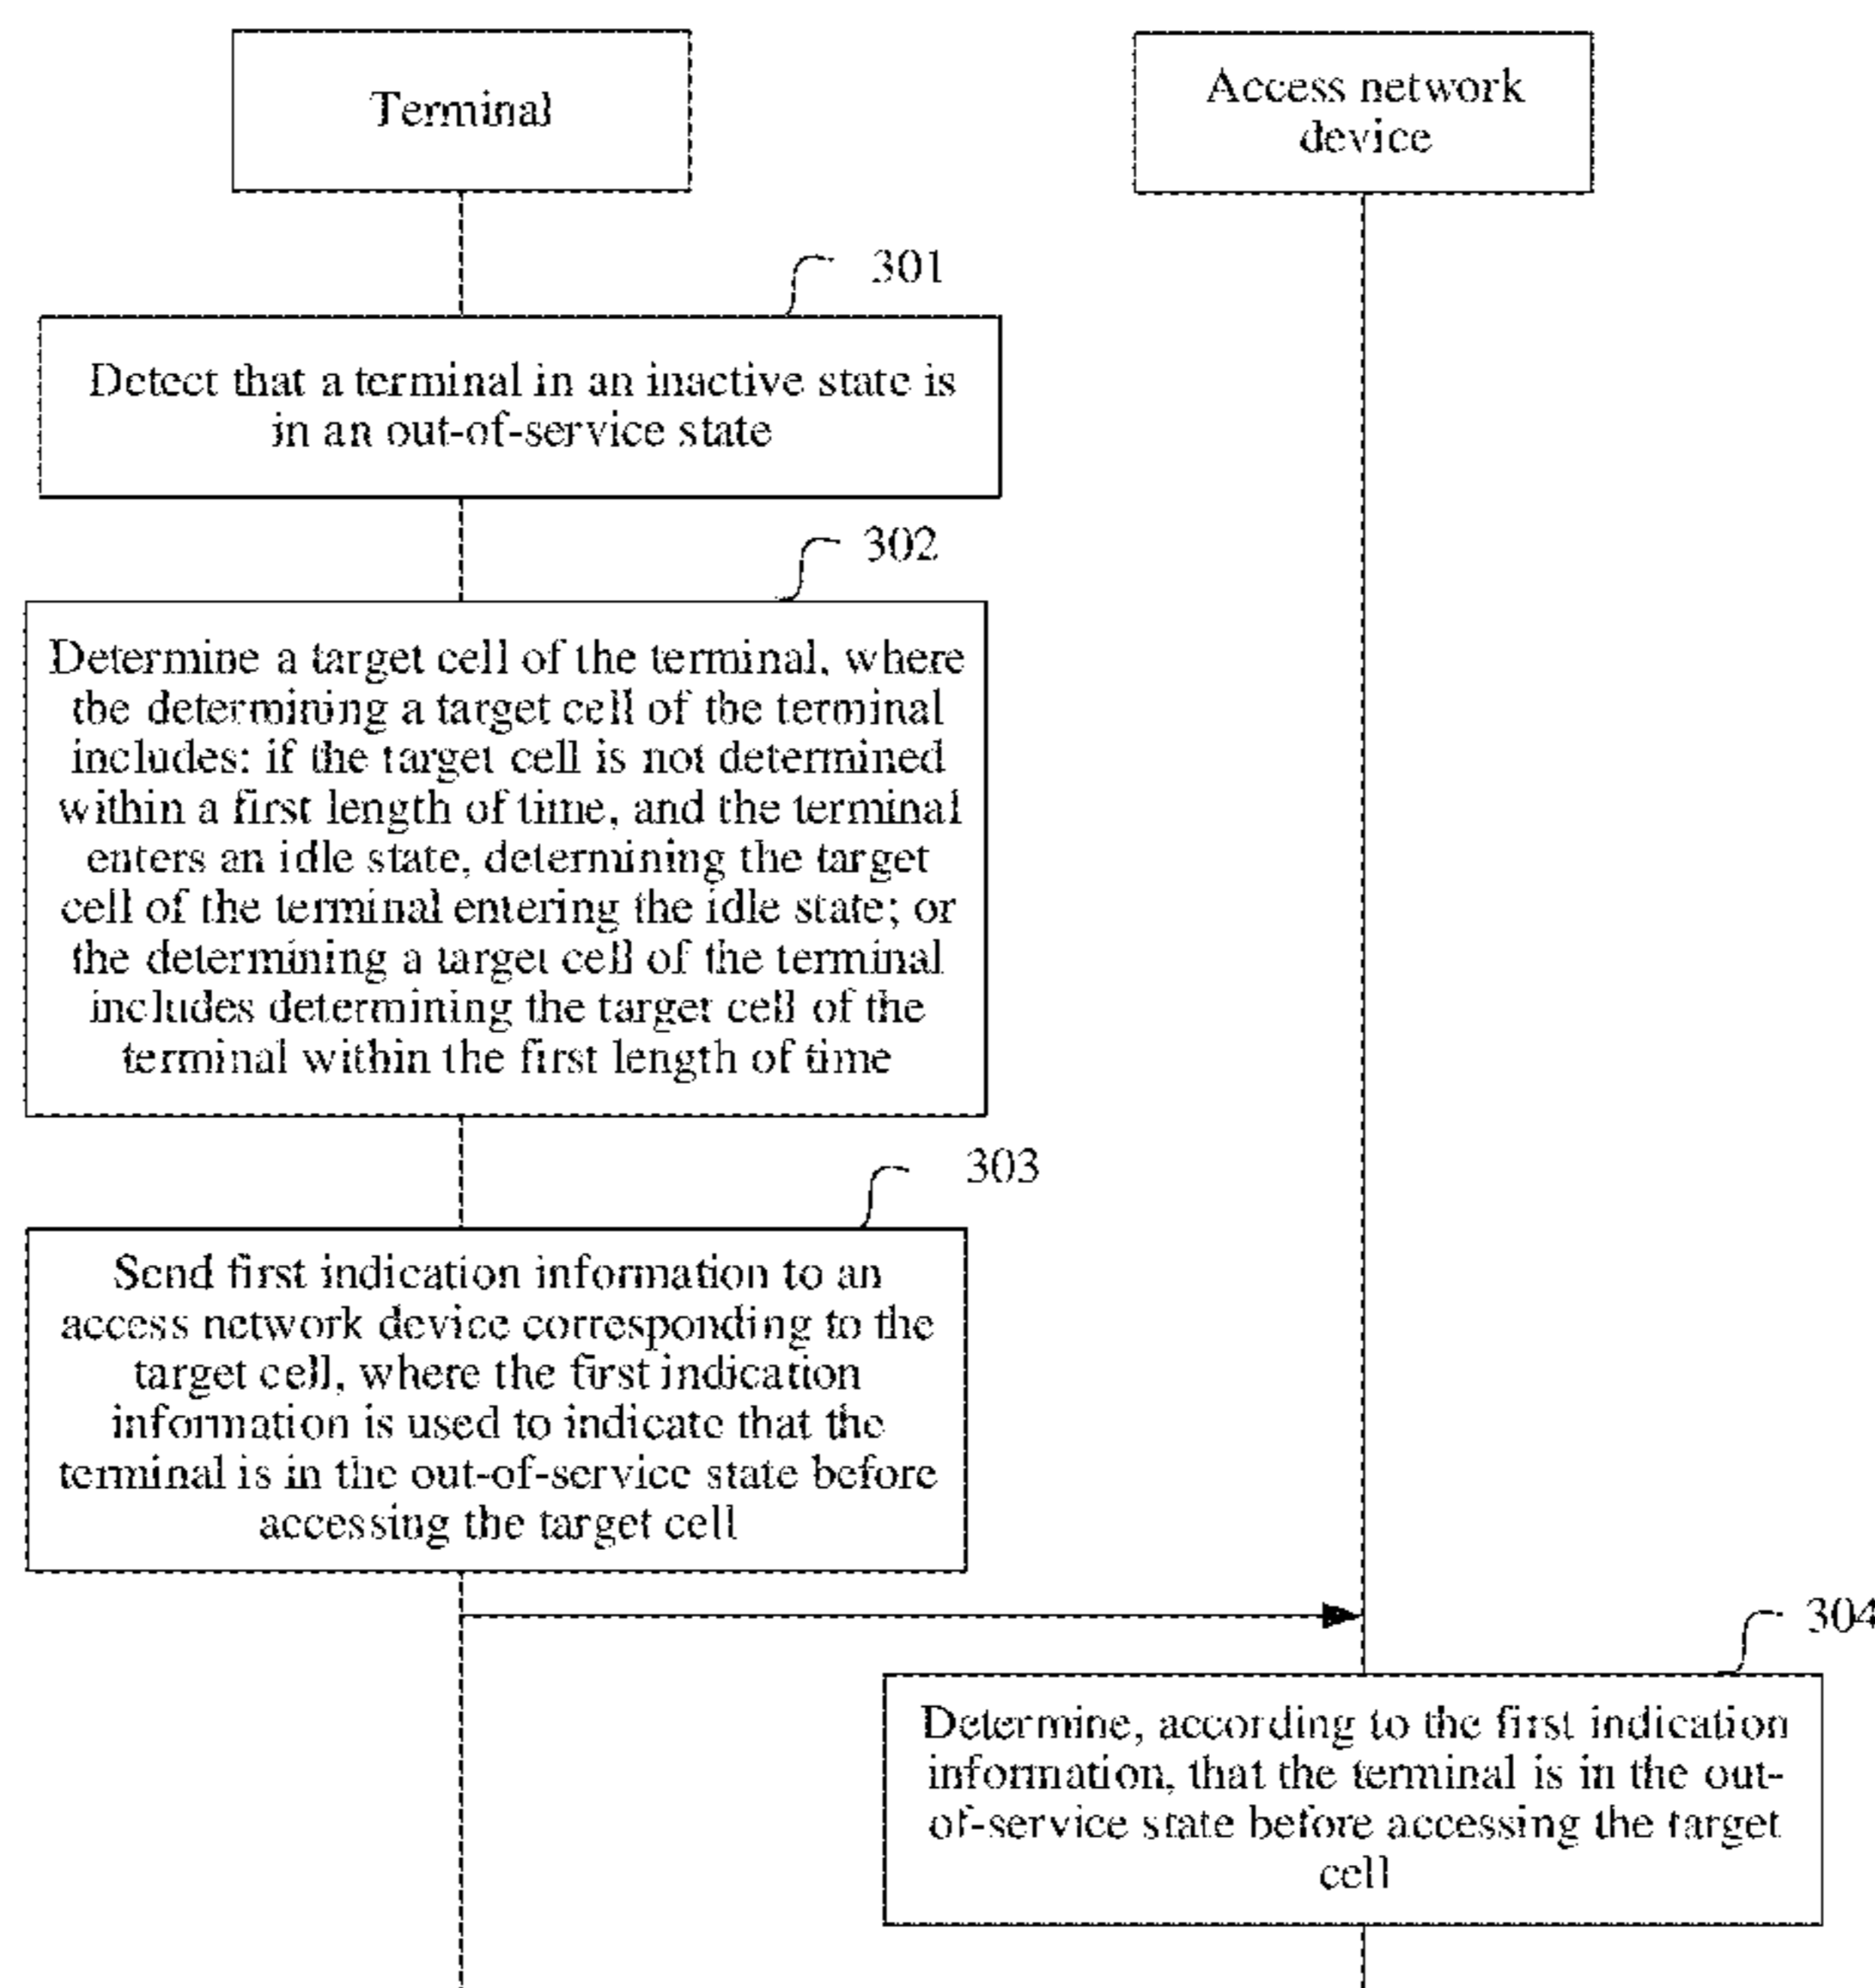 Terminal
Access network
device
301
Detect that a terminal in an inactive state is
in an out-of-service state
302
Determine a target cell of the terminal, where
the determining a target cell of the terminal
includes: if the target cell is not determined
within a first length of time, and the terminal
enters an idle state, determining the target
cell of the terminal entering the idle state; or
the determining a target cell of the terminal
includes determining the target cell of the
terminal within the first length of time
303
Send first indication information to an
access network device corresponding to the
target cell, where the first indication
information is used to indicate that the
terminal is in the out-of-service state before
accessing the target cell
304
Determine, according to the first indication
information, that the terminal is in the out-
of-service state before accessing the target
cell